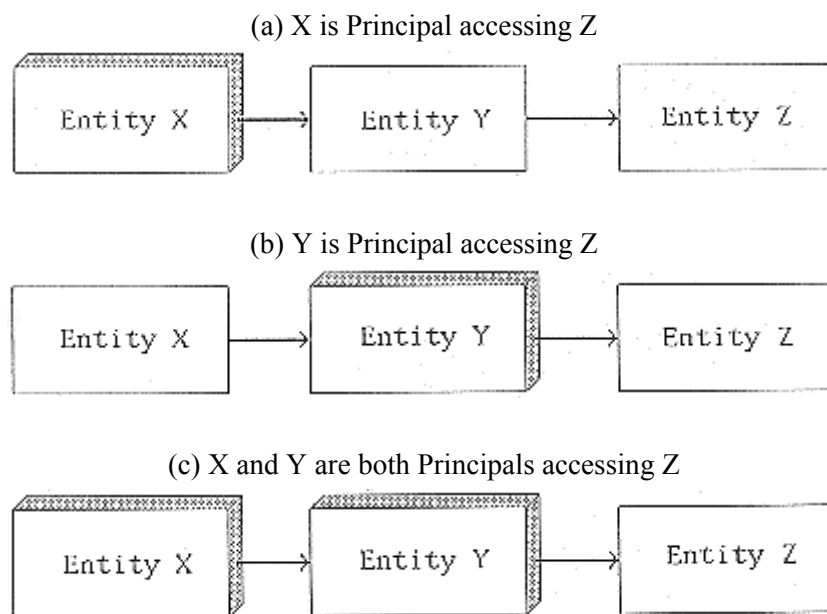 (a) X is Principal accessing Z
Entity X Entity Y Entity Z
(b) Y is Principal accessing Z
Entity X Entity Y Entity Z
(c) X and Y are both Principals accessing Z
Entity X Entity Y Entity Z